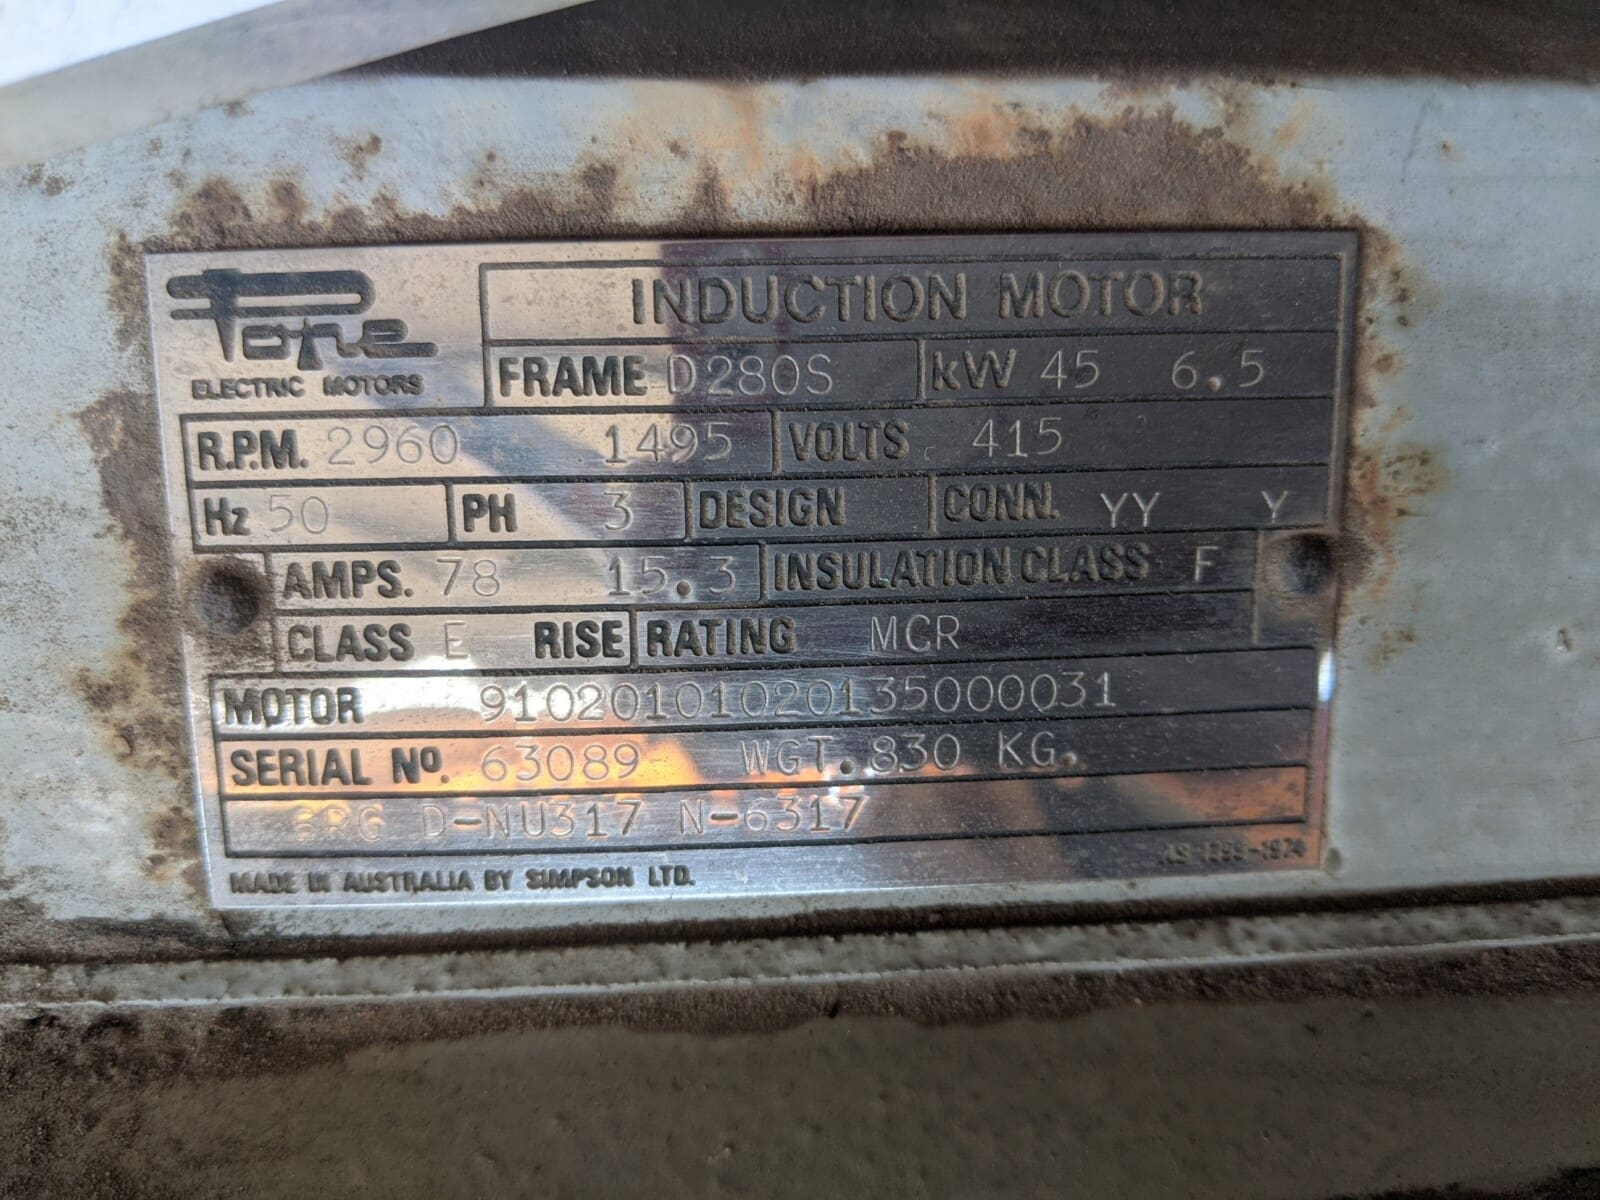 Pope
ELECTRIC MOTORS
INDUCTION MOTOR
FRAME D280S kW 45 6.5
R.P.M. 2960 1495 VOLTS 415
Hz 50 PH 3 DESIGN CONN. YY Y
AMPS. 78 15.3 INSULATION CLASS F
CLASS E RISE RATING MCR
MOTOR 91020101020135000031
SERIAL No. 63089 WGT. 830 KG.
BRG D-NU317 N-6317
MADE IN AUSTRALIA BY SIMPSON LTD.